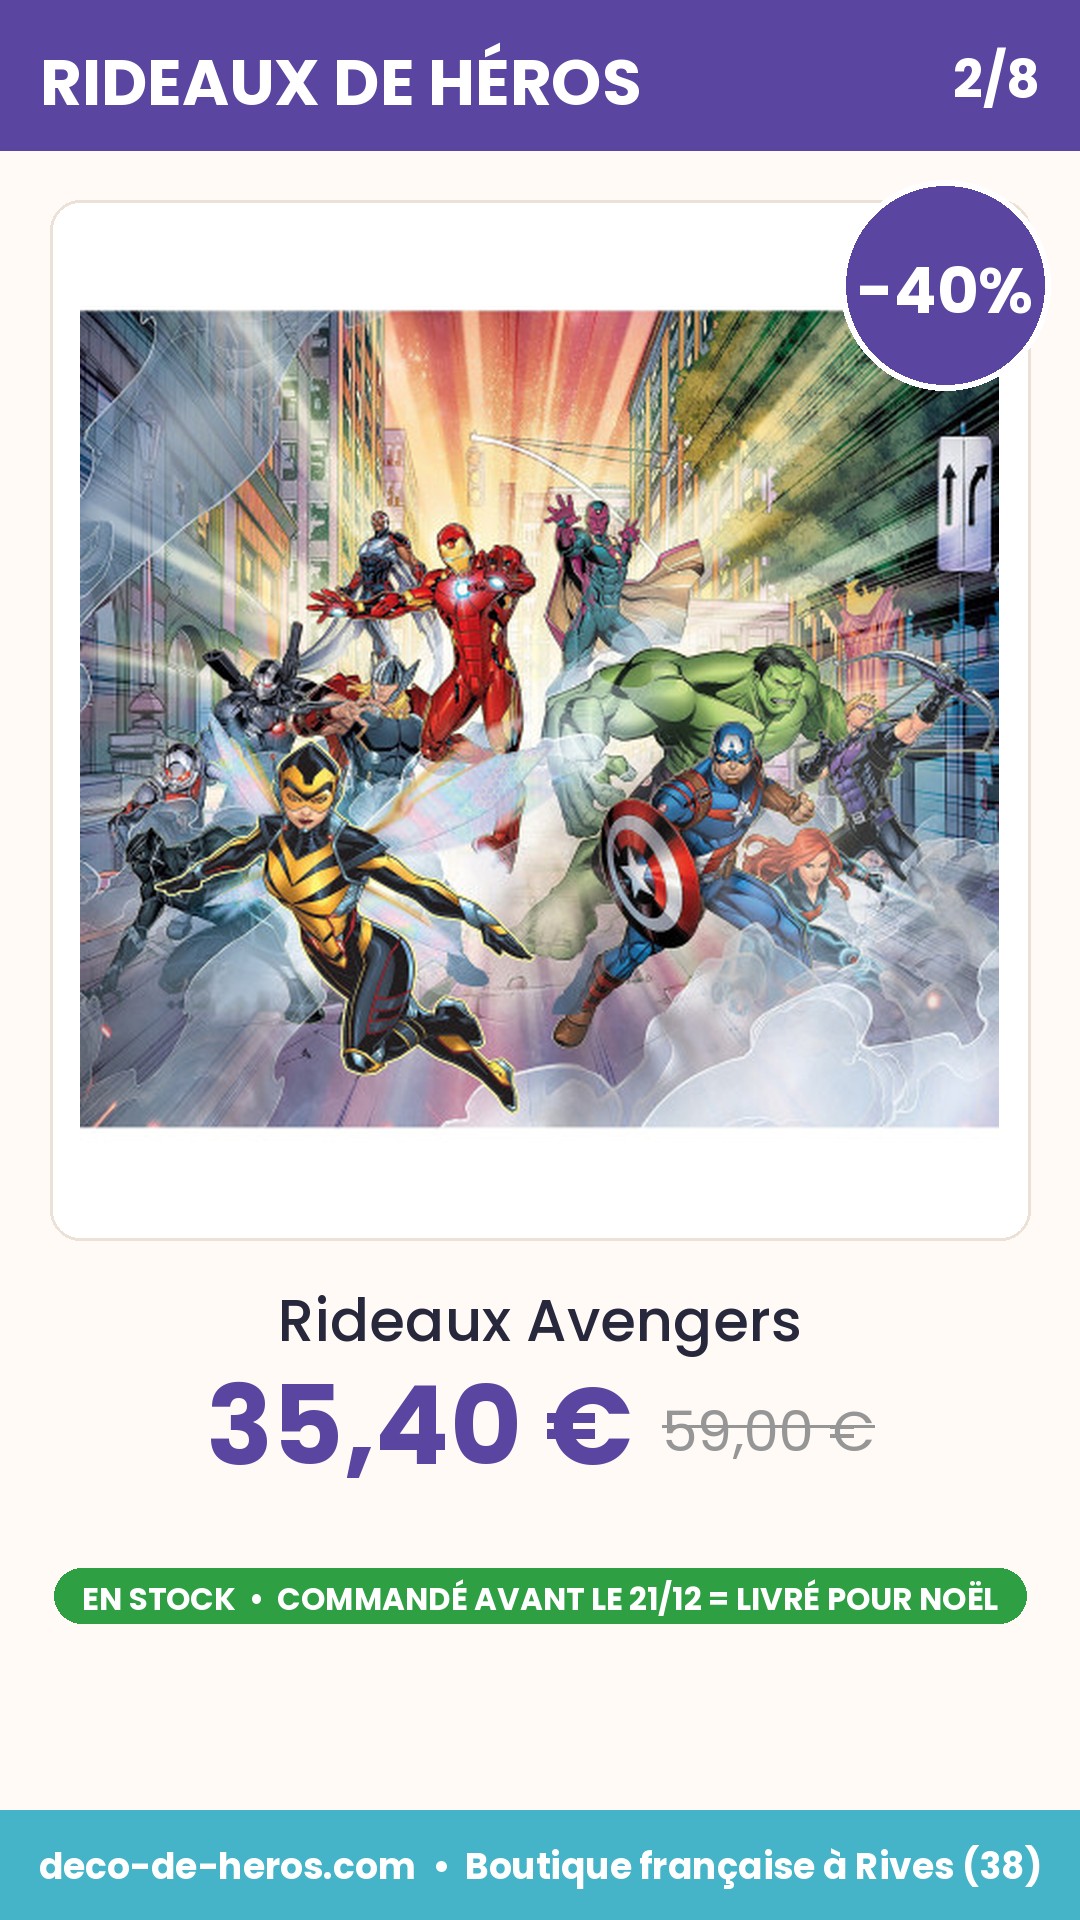 RIDEAUX DE HÉROS
2/8
-40%
Rideaux Avengers
35,40 € 59,00 €
EN STOCK • COMMANDÉ AVANT LE 21/12 = LIVRÉ POUR NOËL
deco-de-heros.com • Boutique française à Rives (38)